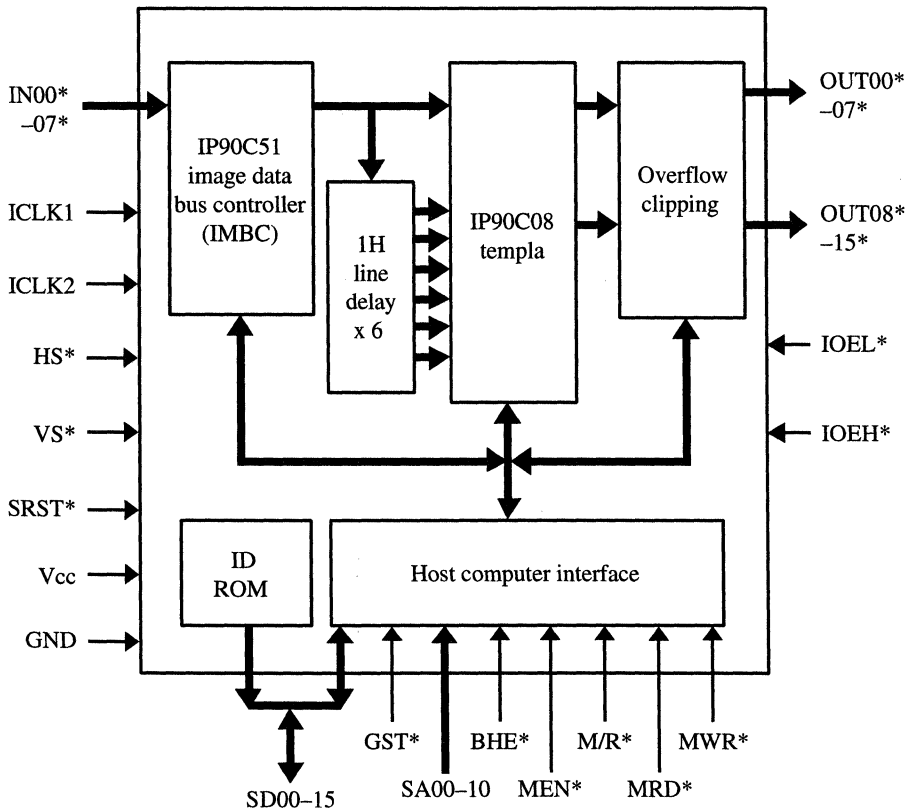 IN00*
–07*
ICLK1
ICLK2
HS*
VS*
SRST*
Vcc
GND
IP90C51
image data
bus controller
(IMBC)
1H
line
delay
x 6
IP90C08
templa
Overflow
clipping
OUT00*
–07*
OUT08*
–15*
IOEL*
IOEH*
ID
ROM
Host computer interface
GST*
BHE*
M/R*
MWR*
SD00–15
SA00–10
MEN*
MRD*